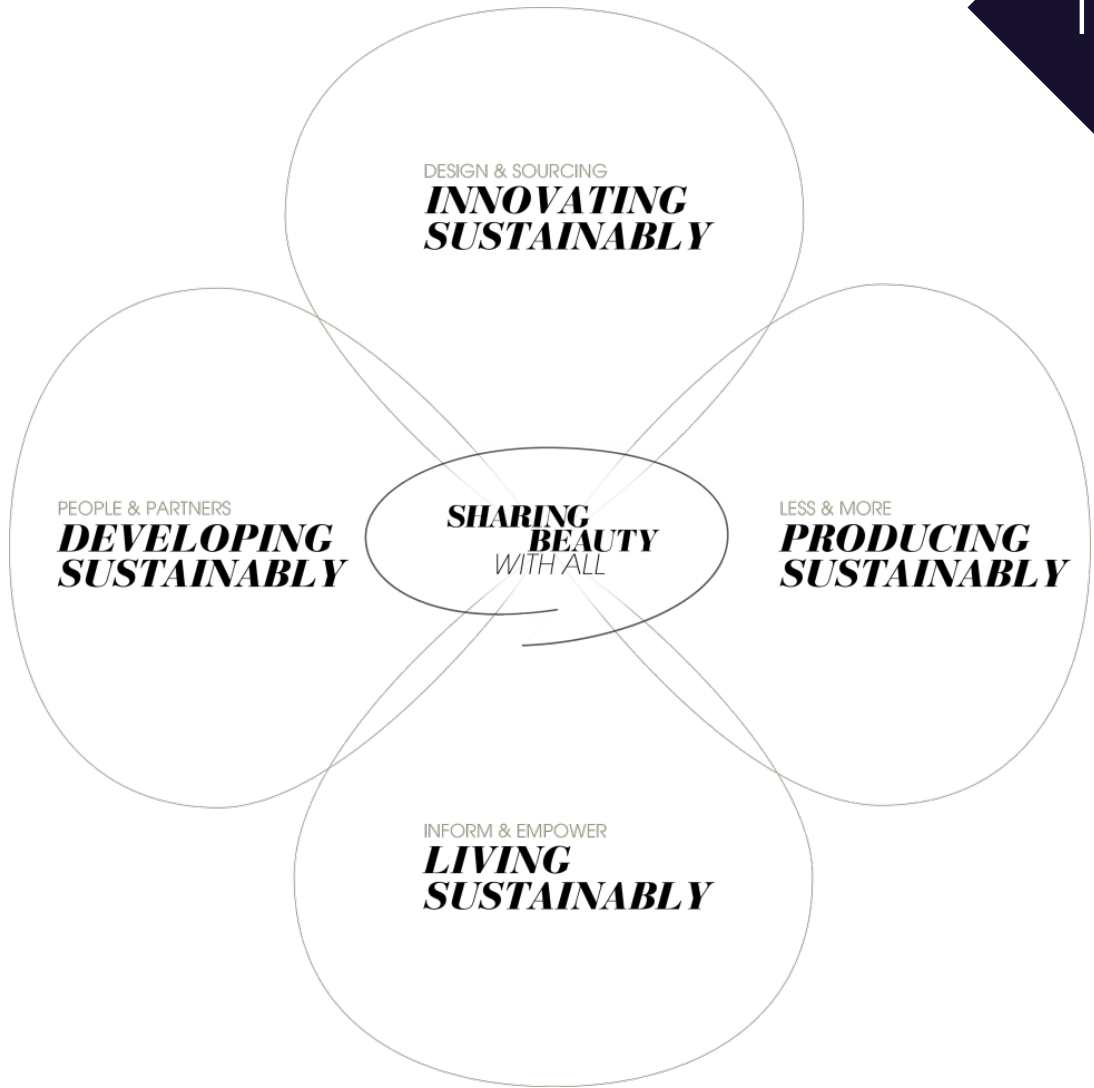 DESIGN & SOURCING
INNOVATING
SUSTAINABLY
PEOPLE & PARTNERS
DEVELOPING
SUSTAINABLY
SHARING
BEAUTY
WITH ALL
LESS & MORE
PRODUCING
SUSTAINABLY
INFORM & EMPOWER
LIVING
SUSTAINABLY